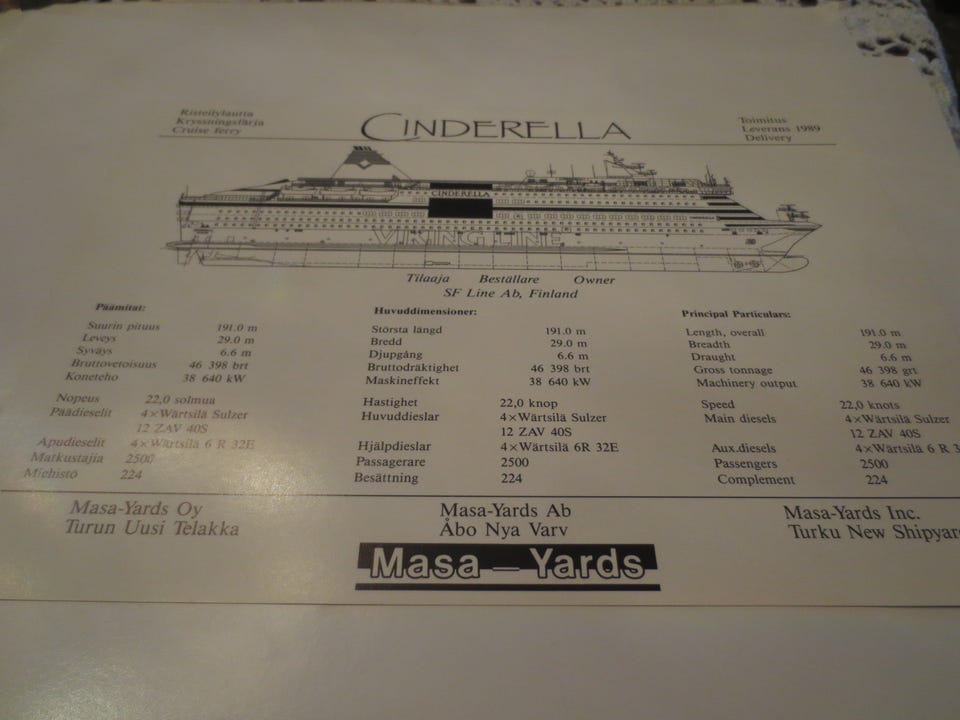 Risteilylautta
Kryssningsfärja
Cruise ferry
CINDERELLA
Toimitus
Leverans 1989
Delivery
CINDERELLA
VIKING LINE
Tilaaja Beställare Owner
SF Line Ab, Finland
Päämitat:
Suurin pituus 191.0 m
Leveys 29.0 m
Syväys 6.6 m
Bruttovetoisuus 46 398 brt
Koneteho 38 640 kW
Nopeus 22,0 solmua
Päädieselit 4×Wärtsilä Sulzer
12 ZAV 40S
Apudieselit 4×Wärtsilä 6 R 32E
Matkustajia 2500
Miehistö 224
Huvuddimensioner:
Största längd 191.0 m
Bredd 29.0 m
Djupgång 6.6 m
Bruttodräktighet 46 398 brt
Maskineffekt 38 640 kW
Hastighet 22,0 knop
Huvuddieslar 4×Wärtsilä Sulzer
12 ZAV 40S
Hjälpdieslar 4×Wärtsilä 6R 32E
Passagerare 2500
Besättning 224
Principal Particulars:
Length, overall 191.0 m
Breadth 29.0 m
Draught 6.6 m
Gross tonnage 46 398 grt
Machinery output 38 640 kW
Speed 22,0 knots
Main diesels 4×Wärtsilä Sulzer
12 ZAV 40S
Aux.diesels 4×Wärtsilä 6 R 3
Passengers 2500
Complement 224
Masa-Yards Oy
Turun Uusi Telakka
Masa-Yards Ab
Åbo Nya Varv
Masa-Yards Inc.
Turku New Shipyar
Masa – Yards